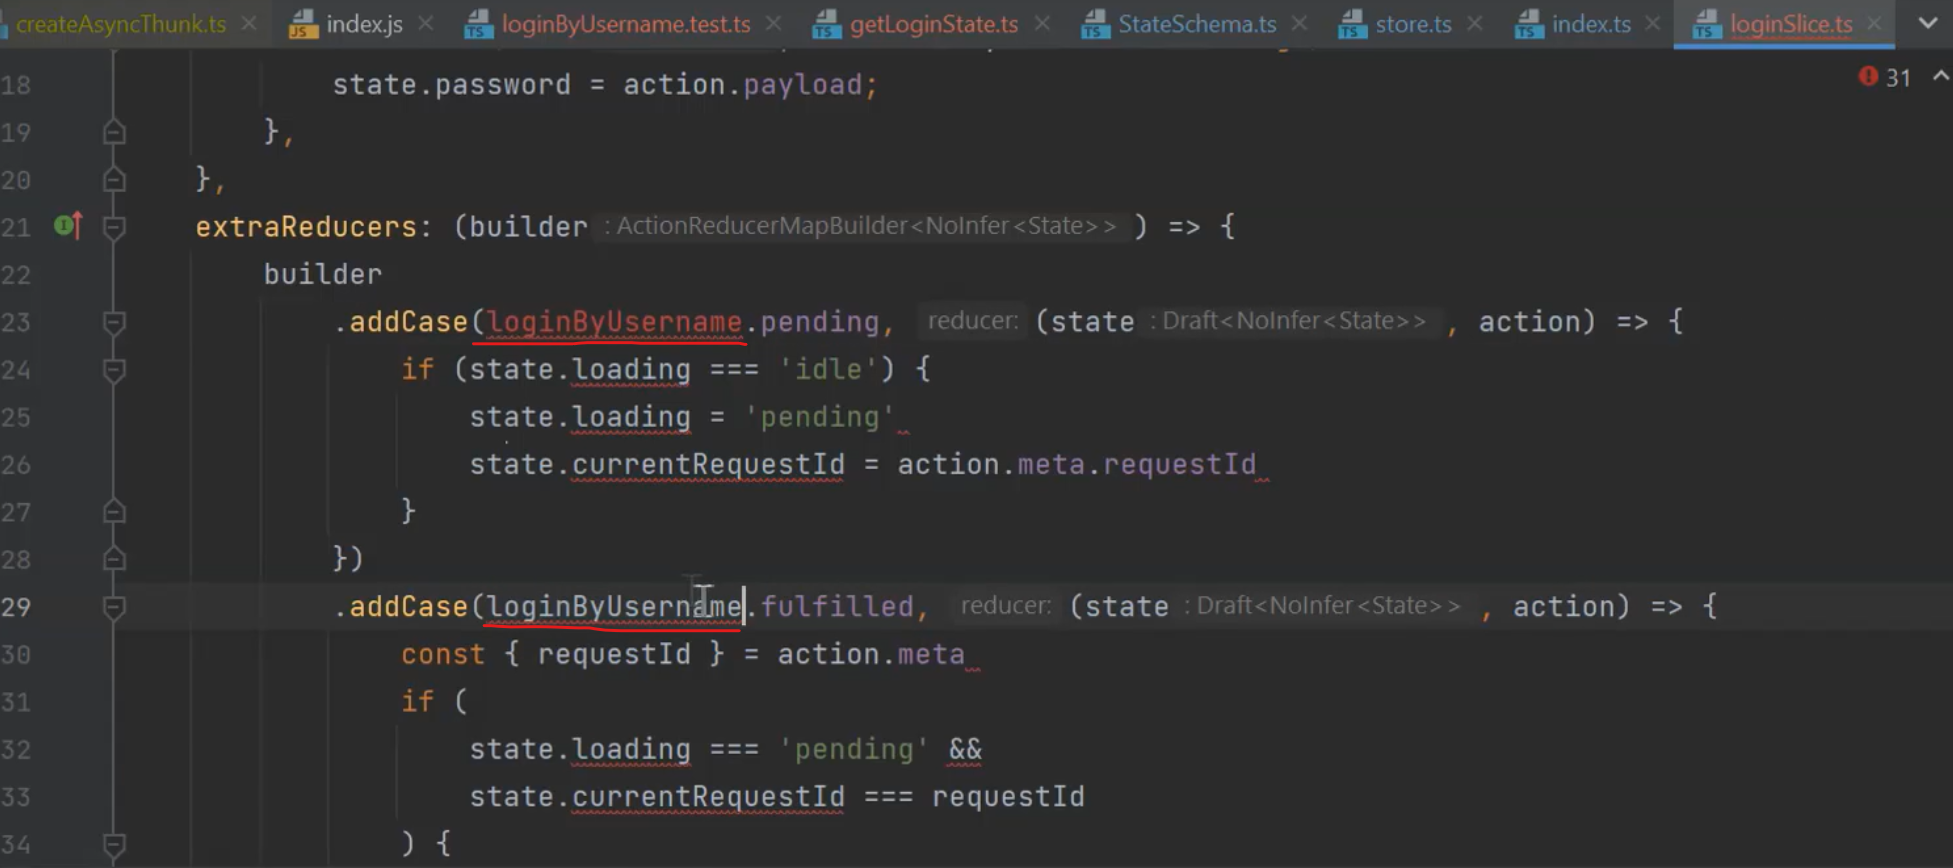 createAsyncThunk.ts index.js loginByUsername.test.ts getLoginState.ts StateSchema.ts store.ts index.ts loginSlice.ts
31
18 state.password = action.payload;
19 },
20 },
21 extraReducers: (builder : ActionReducerMapBuilder<NoInfer<State>> ) => {
22 builder
23 .addCase(loginByUsername.pending, reducer: (state : Draft<NoInfer<State>> , action) => {
24 if (state.loading === 'idle') {
25 state.loading = 'pending'
26 state.currentRequestId = action.meta.requestId
27 }
28 })
29 .addCase(loginByUsername.fulfilled, reducer: (state : Draft<NoInfer<State>> , action) => {
30 const { requestId } = action.meta
31 if (
32 state.loading === 'pending' &&
33 state.currentRequestId === requestId
34 ) {